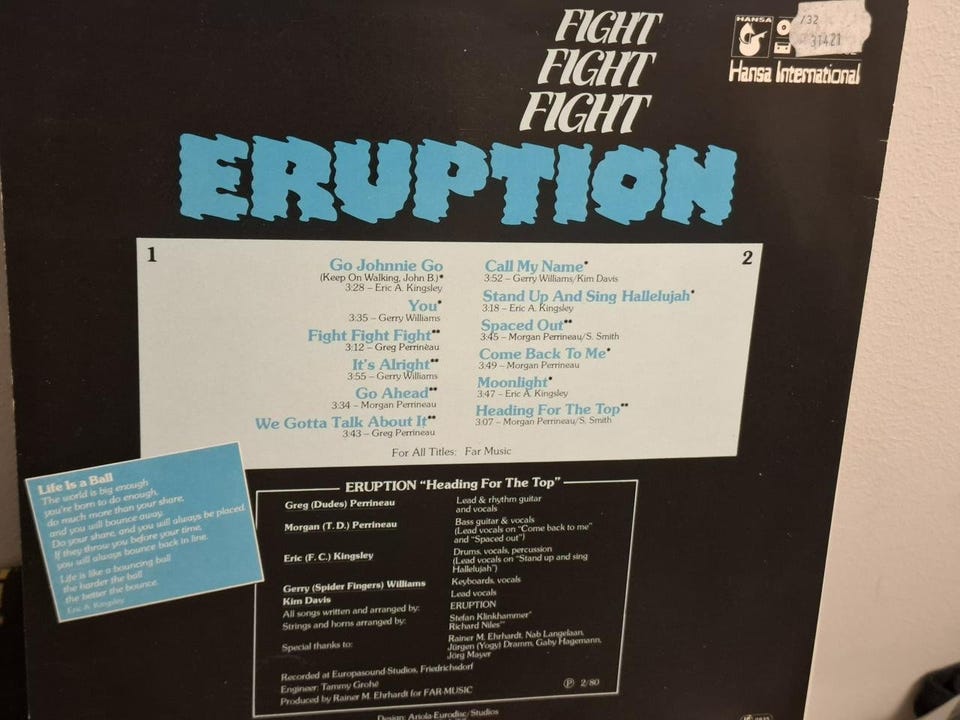 FIGHT
FIGHT
FIGHT
HANSA
/32
31421
Hansa International
ERUPTION
1
Go Johnnie Go
(Keep On Walking, John B.)*
3:28 – Eric A. Kingsley
You*
3:35 – Gerry Williams
Fight Fight Fight**
3:12 – Greg Perrineau
It's Alright**
3:55 – Gerry Williams
Go Ahead**
3:34 – Morgan Perrineau
We Gotta Talk About It**
3:43 – Greg Perrineau
2
Call My Name*
3:52 – Gerry Williams/Kim Davis
Stand Up And Sing Hallelujah*
3:18 – Eric A. Kingsley
Spaced Out**
3:45 – Morgan Perrineau/S. Smith
Come Back To Me*
3:49 – Morgan Perrineau
Moonlight*
3:47 – Eric A. Kingsley
Heading For The Top**
3:07 – Morgan Perrineau/S. Smith
For All Titles: Far Music
Life Is a Ball
The world is big enough
you're born to do enough,
do much more than your share,
and you will bounce away.
Do your share, and you will always be placed.
If they throw you before your time,
you will always bounce back in line.
Life is like a bouncing ball
the harder the ball
the better the bounce.
Eric A. Kingsley
ERUPTION "Heading For The Top"
Greg (Dudes) Perrineau Lead & rhythm guitar
and vocals
Morgan (T. D.) Perrineau Bass guitar & vocals
(Lead vocals on "Come back to me"
and "Spaced out")
Eric (F. C.) Kingsley Drums, vocals, percussion
(Lead vocals on "Stand up and sing
Hallelujah")
Gerry (Spider Fingers) Williams Keyboards, vocals
Kim Davis Lead vocals
All songs written and arranged by: ERUPTION
Strings and horns arranged by: Stefan Klinkhammer*
Richard Niles**
Special thanks to: Rainer M. Ehrhardt, Nab Langelaan,
Jürgen (Yogy) Dramm, Gaby Hagemann,
Jörg Mayer
Recorded at Europasound-Studios, Friedrichsdorf
Engineer: Tammy Grohé
Produced by Rainer M. Ehrhardt for FAR-MUSIC
Ⓟ 2/80
Design: Ariola-Eurodisc/Studios